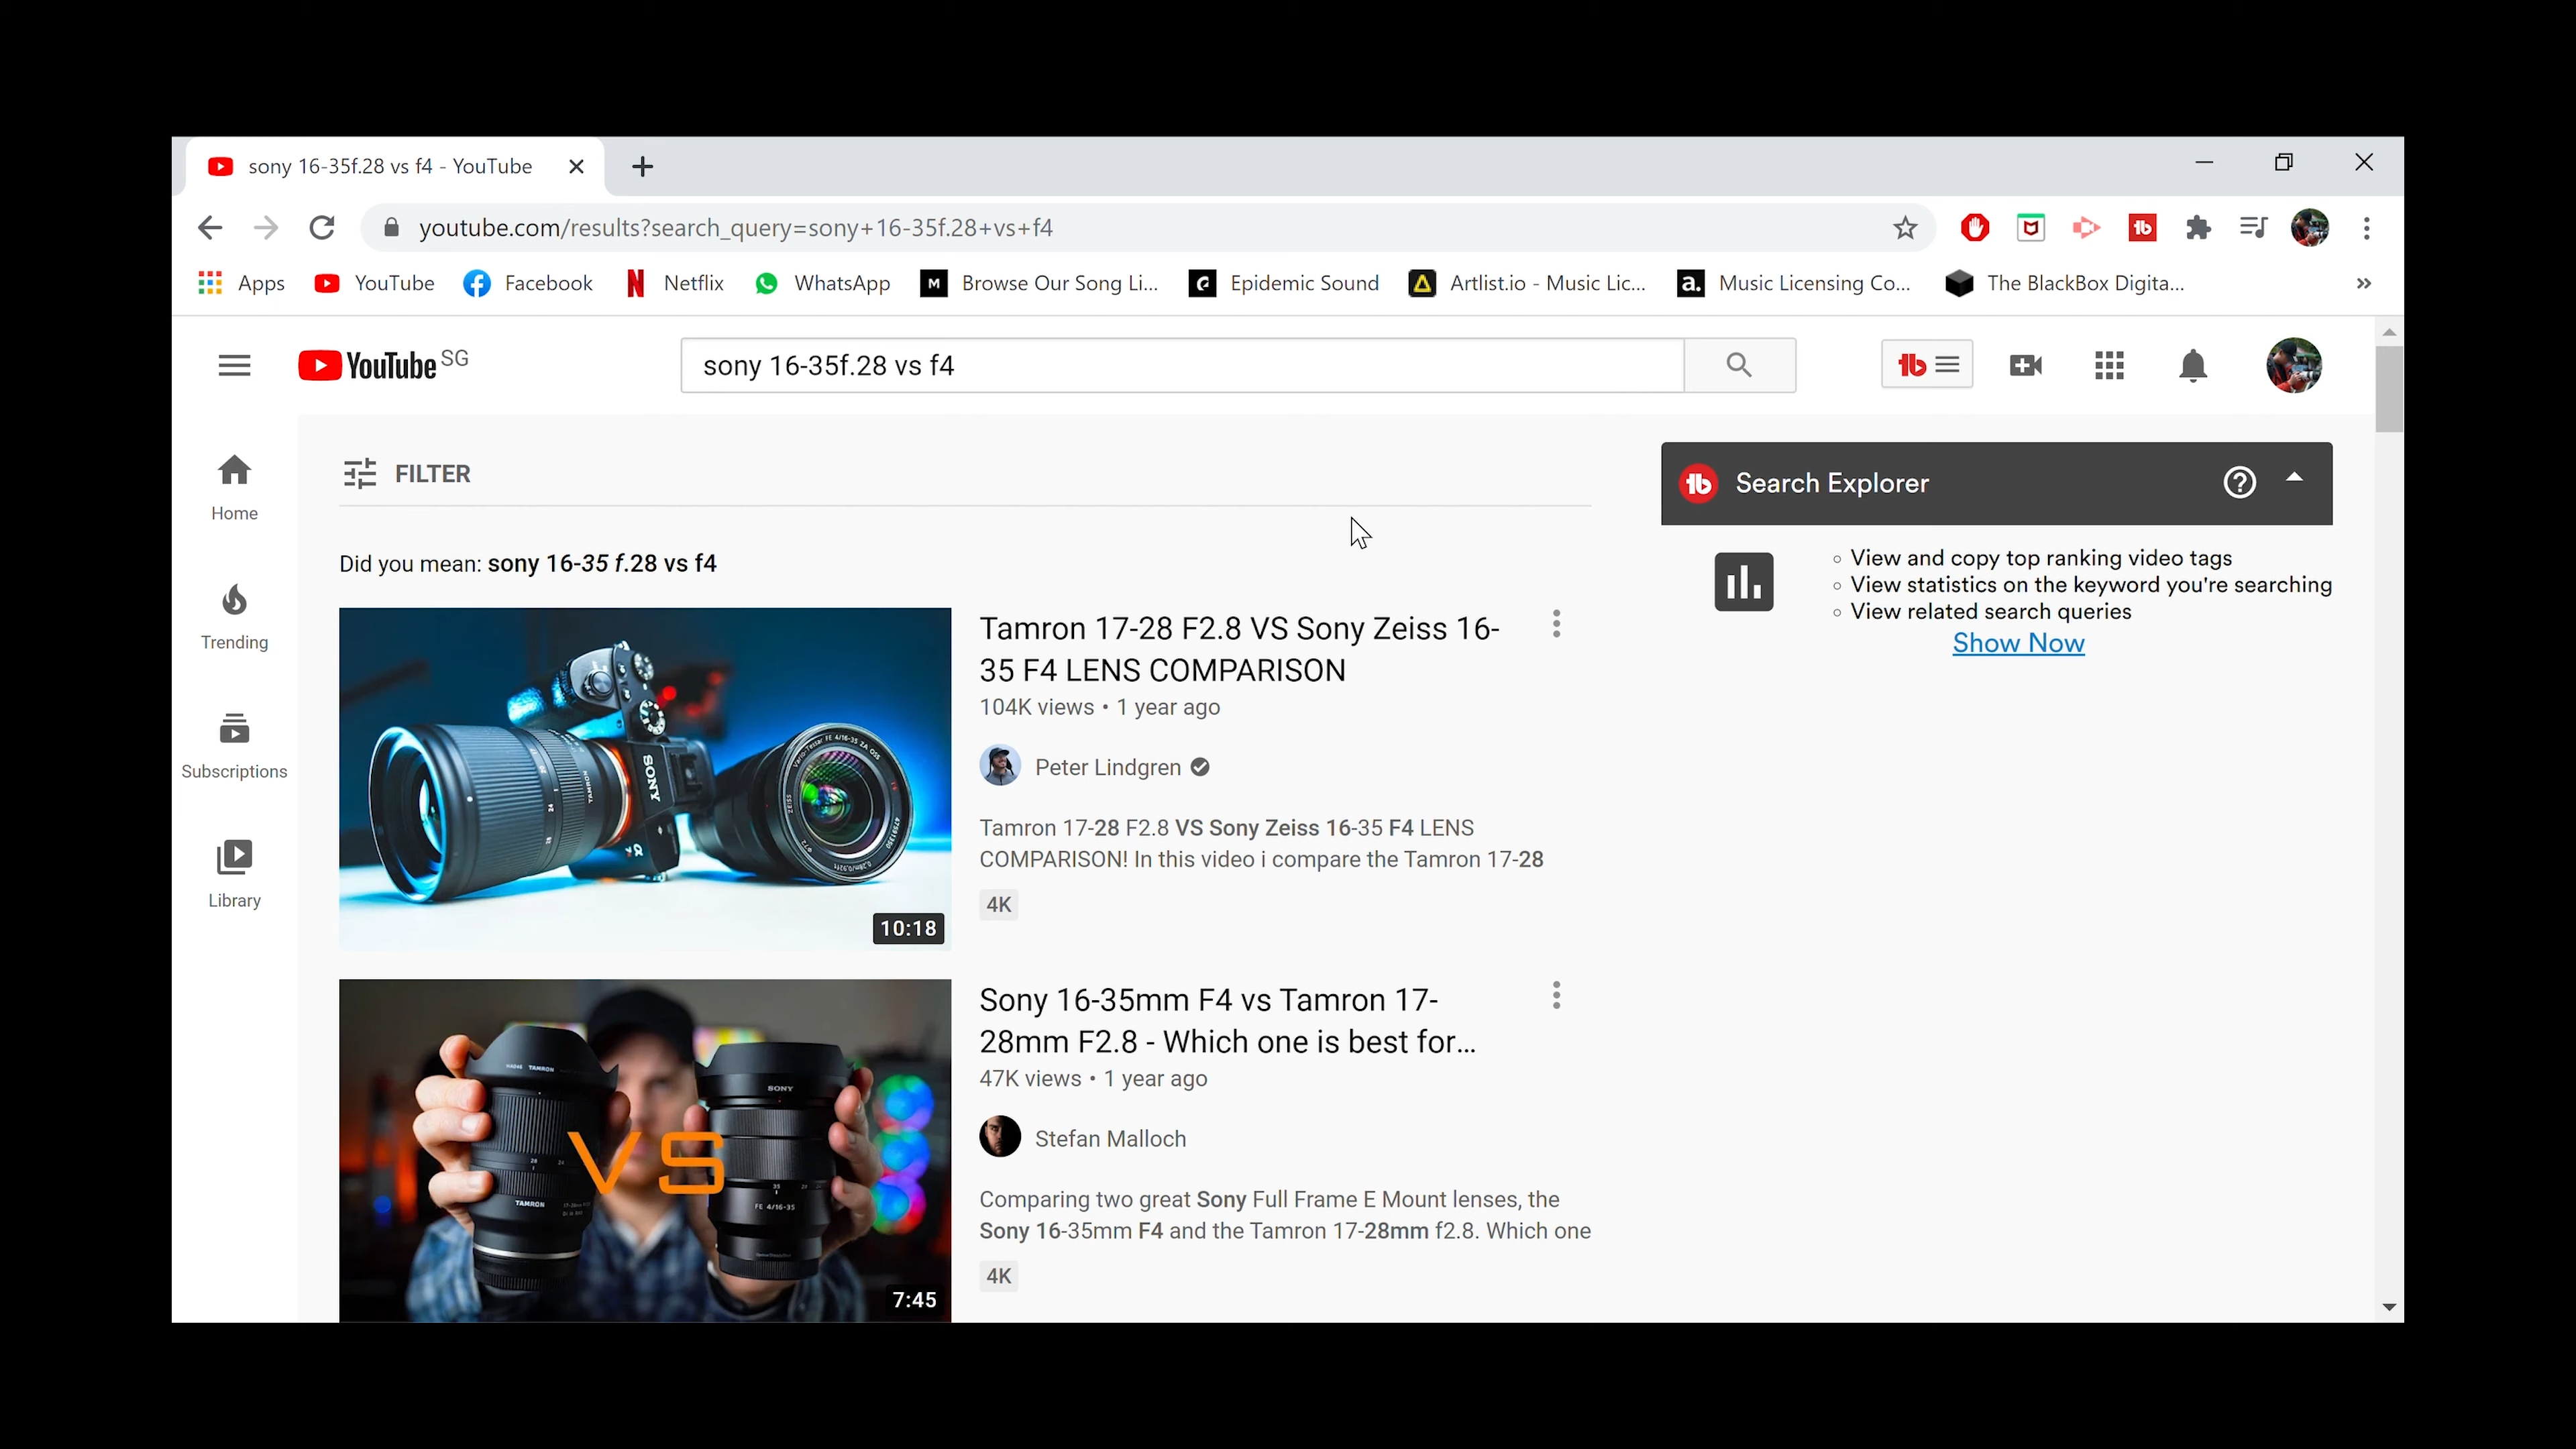 sony 16-35f.28 vs f4 - YouTube
youtube.com/results?search_query=sony+16-35f.28+vs+f4
Apps YouTube Facebook Netflix WhatsApp Browse Our Song Li... Epidemic Sound Artlist.io - Music Lic... Music Licensing Co... The BlackBox Digita...
YouTube SG
sony 16-35f.28 vs f4
Home
Trending
Subscriptions
Library
FILTER
Did you mean: sony 16-35 f.28 vs f4
SONY
TAMRON
10:18
Tamron 17-28 F2.8 VS Sony Zeiss 16-
35 F4 LENS COMPARISON
104K views • 1 year ago
Peter Lindgren
Tamron 17-28 F2.8 VS Sony Zeiss 16-35 F4 LENS
COMPARISON! In this video i compare the Tamron 17-28
4K
SONY
VS
TAMRON
FE 4/16-35
7:45
Sony 16-35mm F4 vs Tamron 17-
28mm F2.8 - Which one is best for...
47K views • 1 year ago
Stefan Malloch
Comparing two great Sony Full Frame E Mount lenses, the
Sony 16-35mm F4 and the Tamron 17-28mm f2.8. Which one
4K
Search Explorer
View and copy top ranking video tags
View statistics on the keyword you're searching
View related search queries
Show Now